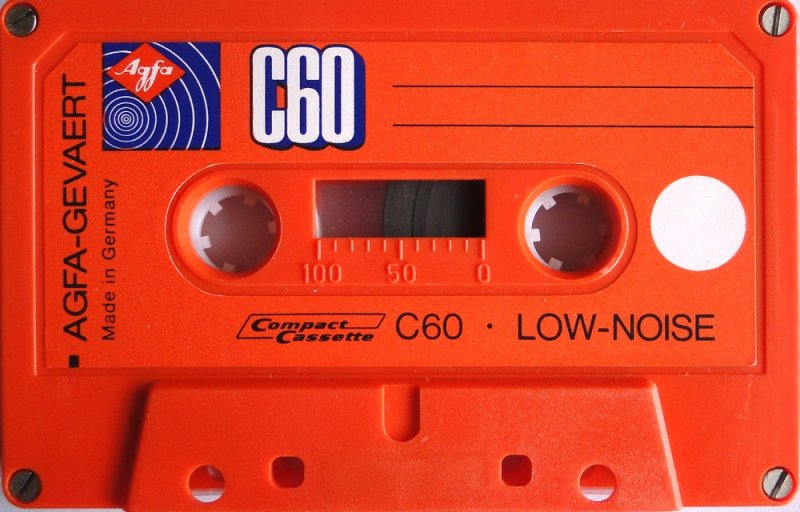 Agfa
C60
AGFA-GEVAERT
Made in Germany
100 50 0
Compact
Cassette
C60 · LOW-NOISE